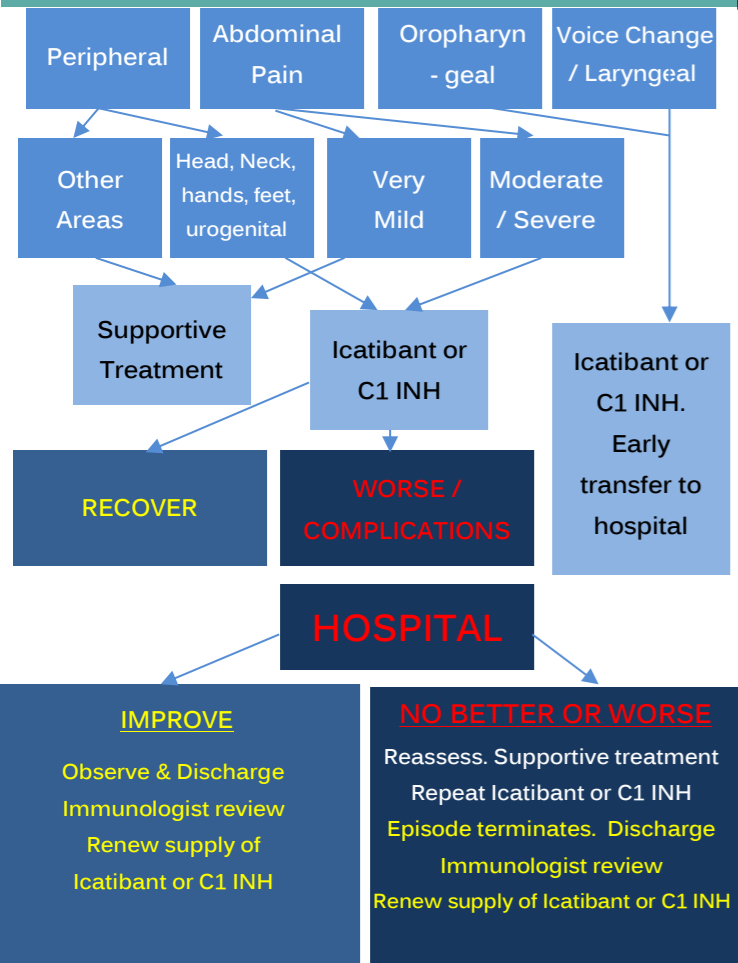 Peripheral
Abdominal
Pain
Oropharyn
- geal
Voice Change
/ Laryngeal
Other
Areas
Head, Neck,
hands, feet,
urogenital
Very
Mild
Moderate
/ Severe
Supportive
Treatment
Icatibant or
C1 INH
Icatibant or
C1 INH.
Early
transfer to
hospital
RECOVER
WORSE /
COMPLICATIONS
HOSPITAL
IMPROVE
Observe & Discharge
Immunologist review
Renew supply of
Icatibant or C1 INH
NO BETTER OR WORSE
Reassess. Supportive treatment
Repeat Icatibant or C1 INH
Episode terminates. Discharge
Immunologist review
Renew supply of Icatibant or C1 INH